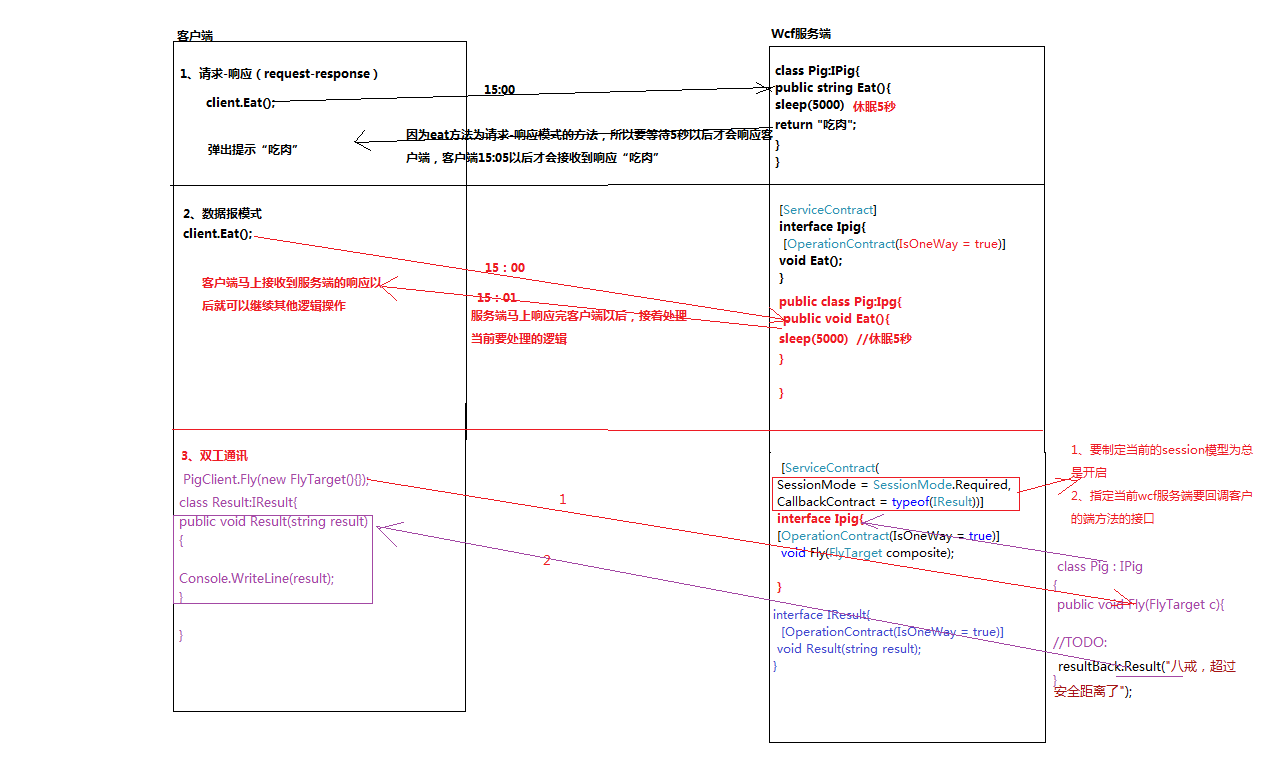 客户端
Wcf服务端
1、请求-响应（request-response）
client.Eat();
弹出提示“吃肉”
15:00
因为eat方法为请求-响应模式的方法，所以要等待5秒以后才会响应客
户端，客户端15:05以后才会接收到响应“吃肉”
class Pig:IPig{
public string Eat(){
sleep(5000) 休眠5秒
return "吃肉";
}
}
2、数据报模式
client.Eat();
客户端马上接收到服务端的响应以
后就可以继续其他逻辑操作
15：00
15：01
服务端马上响应完客户端以后，接着处理
当前要处理的逻辑
[ServiceContract]
interface Ipig{
[OperationContract(IsOneWay = true)]
void Eat();
}
public class Pig:Ipg{
public void Eat(){
sleep(5000) //休眠5秒
}
}
3、双工通讯
PigClient.Fly(new FlyTarget(){});
class Result:IResult{
public void Result(string result)
{
Console.WriteLine(result);
}
}
1
2
[ServiceContract(
SessionMode = SessionMode.Required,
CallbackContract = typeof(IResult))]
interface Ipig{
[OperationContract(IsOneWay = true)]
void Fly(FlyTarget composite);
}
interface IResult{
[OperationContract(IsOneWay = true)]
void Result(string result);
}
1、要制定当前的session模型为总
是开启
2、指定当前wcf服务端要回调客户
的端方法的接口
class Pig : IPig
{
public void Fly(FlyTarget c){
//TODO:
resultBack.Result("八戒，超过
安全距离了");
}